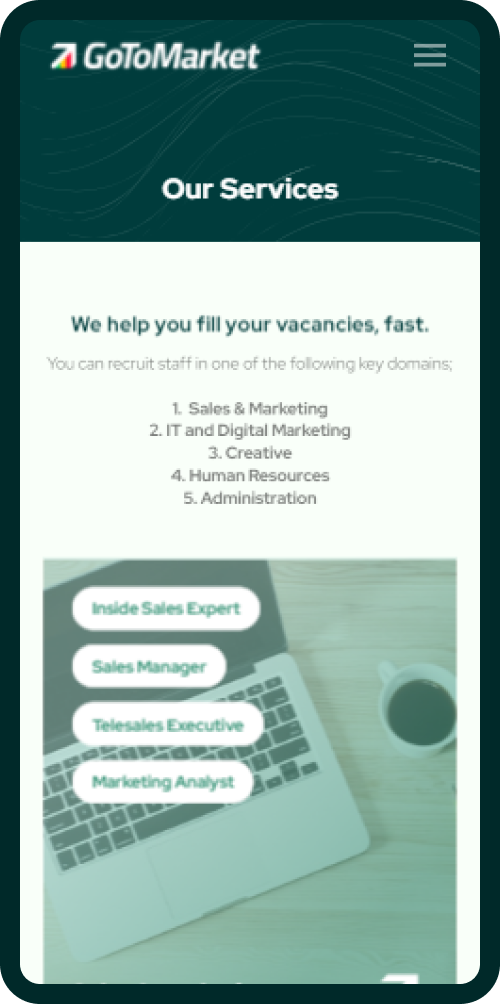 GoToMarket
Our Services
We help you fill your vacancies, fast.
You can recruit staff in one of the following key domains;
1. Sales & Marketing
2. IT and Digital Marketing
3. Creative
4. Human Resources
5. Administration
Inside Sales Expert
Sales Manager
Telesales Executive
Marketing Analyst